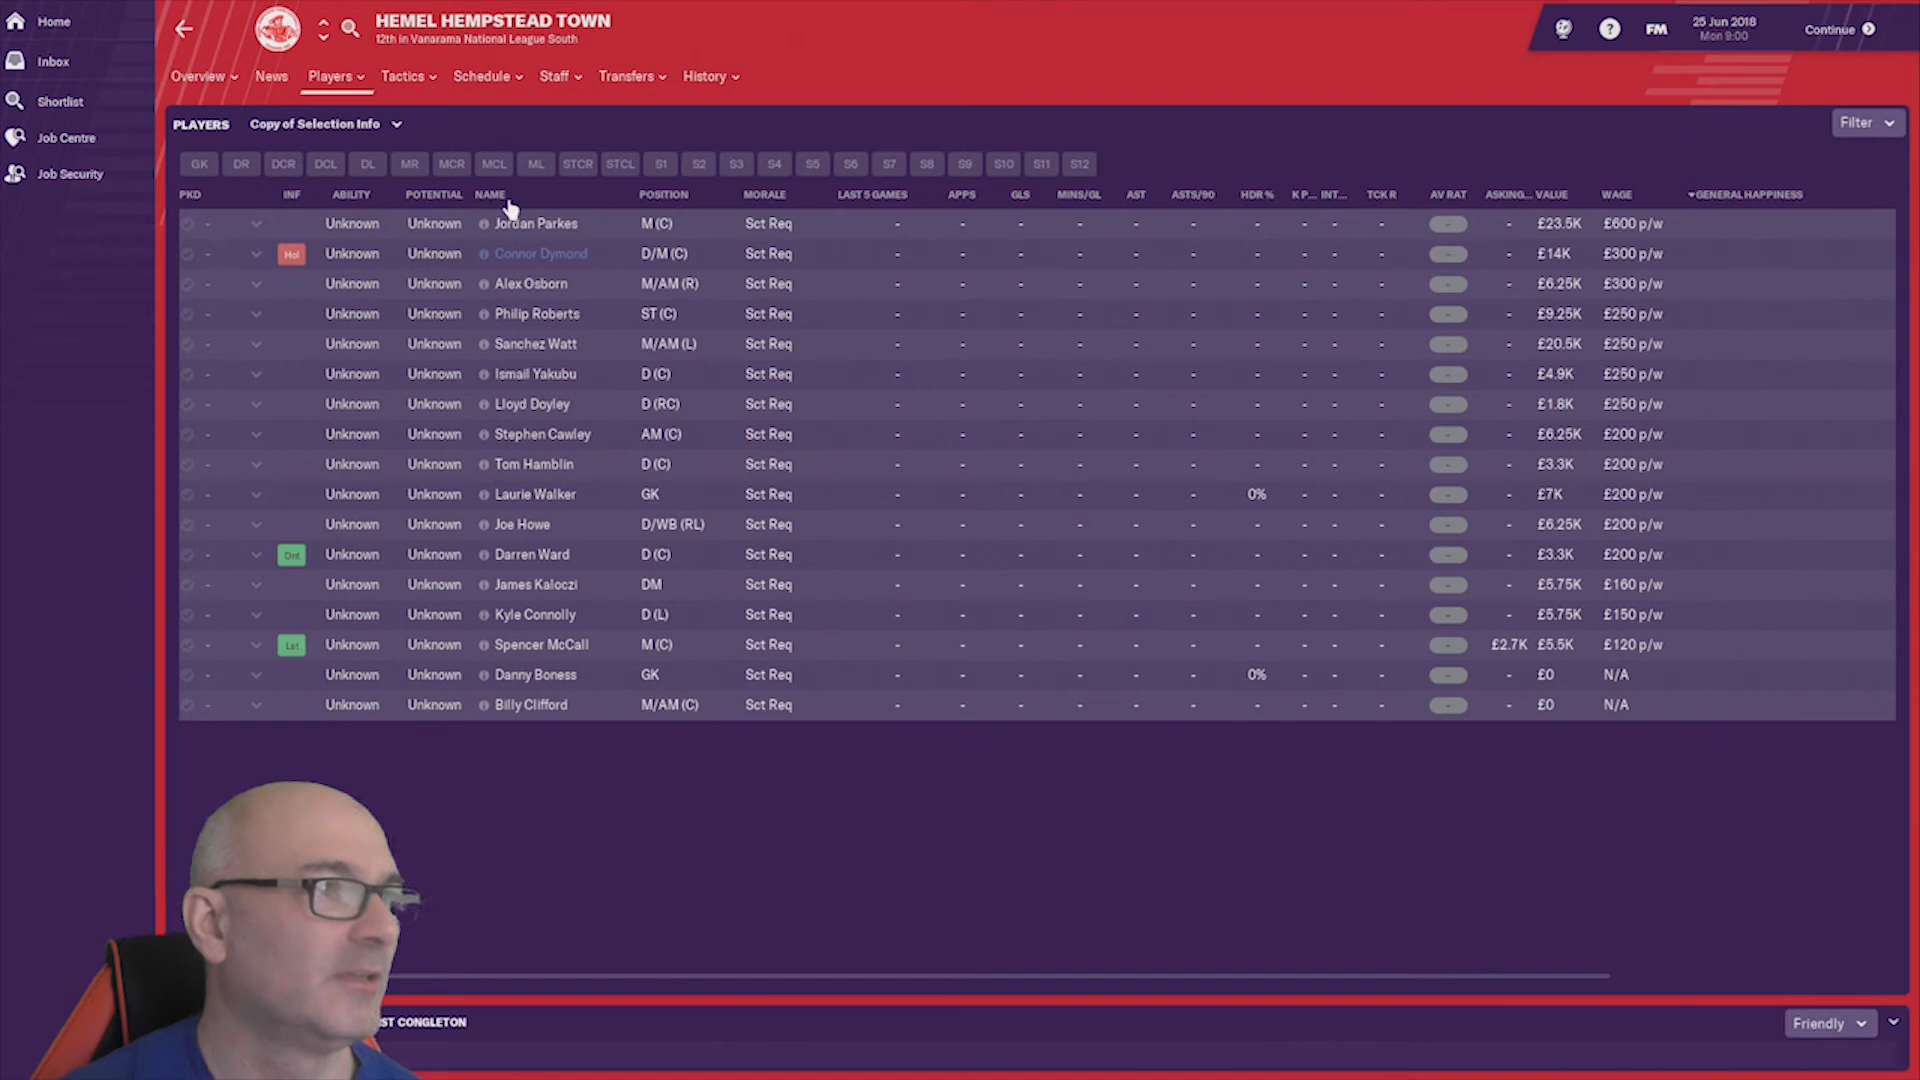 Home
Inbox
Shortlist
Job Centre
Job Security
HEMEL HEMPSTEAD TOWN
12th in Vanarama National League South
FM
25 Jun 2018
Mon 9:00
Continue
Overview News Players Tactics Schedule Staff Transfers History
PLAYERS Copy of Selection Info Filter
GK DR DCR DCL DL MR MCR MCL ML STCR STCL S1 S2 S3 S4 S5 S6 S7 S8 S9 S10 S11 S12
PKD INF ABILITY POTENTIAL NAME POSITION MORALE LAST 5 GAMES APPS GLS MINS/GL AST ASTS/90 HDR % K P... INT... TCK R AV RAT ASKING... VALUE WAGE GENERAL HAPPINESS
- Unknown Unknown Jordan Parkes M (C) Sct Req - - - - - - - - - - - - £23.5K £600 p/w
- Hol Unknown Unknown Connor Dymond D/M (C) Sct Req - - - - - - - - - - - - £14K £300 p/w
- Unknown Unknown Alex Osborn M/AM (R) Sct Req - - - - - - - - - - - - £6.25K £300 p/w
- Unknown Unknown Philip Roberts ST (C) Sct Req - - - - - - - - - - - - £9.25K £250 p/w
- Unknown Unknown Sanchez Watt M/AM (L) Sct Req - - - - - - - - - - - - £20.5K £250 p/w
- Unknown Unknown Ismail Yakubu D (C) Sct Req - - - - - - - - - - - - £4.9K £250 p/w
- Unknown Unknown Lloyd Doyley D (RC) Sct Req - - - - - - - - - - - - £1.8K £250 p/w
- Unknown Unknown Stephen Cawley AM (C) Sct Req - - - - - - - - - - - - £6.25K £200 p/w
- Unknown Unknown Tom Hamblin D (C) Sct Req - - - - - - - - - - - - £3.3K £200 p/w
- Unknown Unknown Laurie Walker GK Sct Req - - - - - - 0% - - - - - £7K £200 p/w
- Unknown Unknown Joe Howe D/WB (RL) Sct Req - - - - - - - - - - - - £6.25K £200 p/w
- Dnt Unknown Unknown Darren Ward D (C) Sct Req - - - - - - - - - - - - £3.3K £200 p/w
- Unknown Unknown James Kaloczi DM Sct Req - - - - - - - - - - - - £5.75K £160 p/w
- Unknown Unknown Kyle Connolly D (L) Sct Req - - - - - - - - - - - - £5.75K £150 p/w
- Lst Unknown Unknown Spencer McCall M (C) Sct Req - - - - - - - - - - - £2.7K £5.5K £120 p/w
- Unknown Unknown Danny Boness GK Sct Req - - - - - - 0% - - - - - £0 N/A
- Unknown Unknown Billy Clifford M/AM (C) Sct Req - - - - - - - - - - - - £0 N/A
ST CONGLETON
Friendly